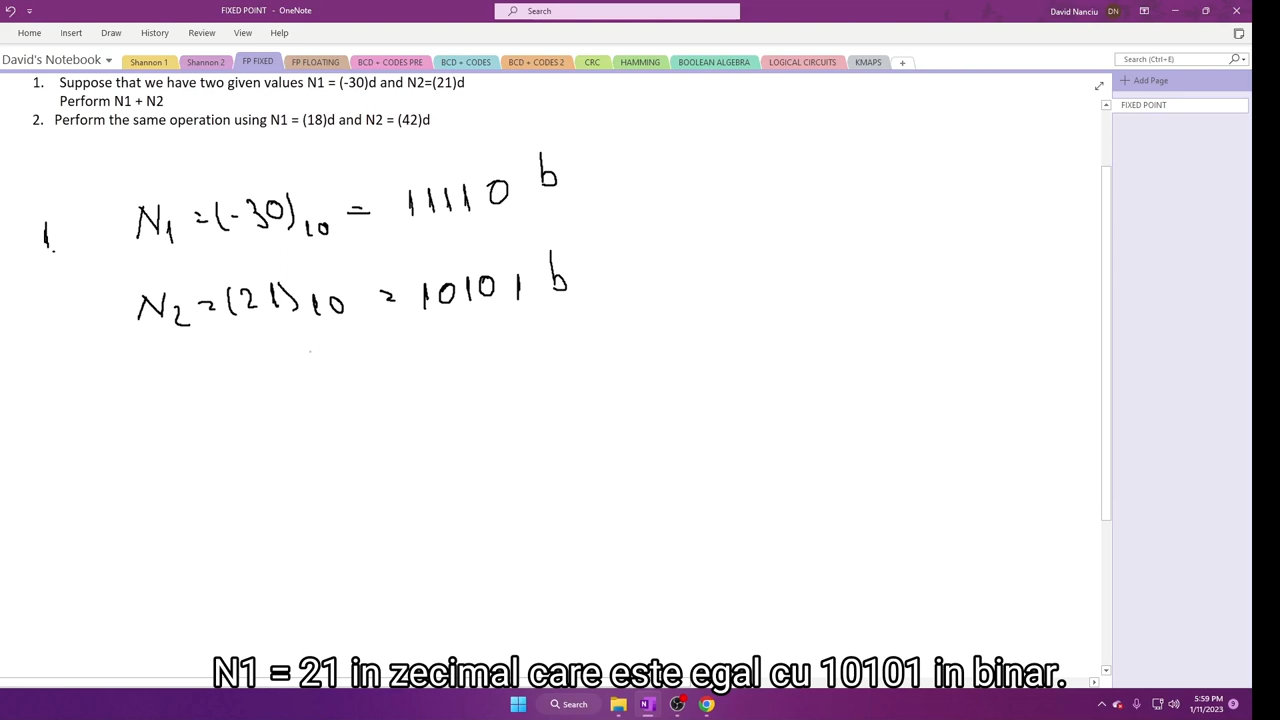 FIXED POINT - OneNote
Search
David Nanciu DN
Home Insert Draw History Review View Help
David's Notebook Shannon 1 Shannon 2 FP FIXED FP FLOATING BCD + CODES PRE BCD + CODES BCD + CODES 2 CRC HAMMING BOOLEAN ALGEBRA LOGICAL CIRCUITS KMAPS
Search (Ctrl+E)
Add Page
FIXED POINT
1. Suppose that we have two given values N1 = (-30)d and N2=(21)d
Perform N1 + N2
2. Perform the same operation using N1 = (18)d and N2 = (42)d
1. N1 = (-30)10 = 11110 b
N2 = (21)10 = 10101 b
N1 = 21 in zecimal care este egal cu 10101 in binar.
Search
5:59 PM
1/11/2023